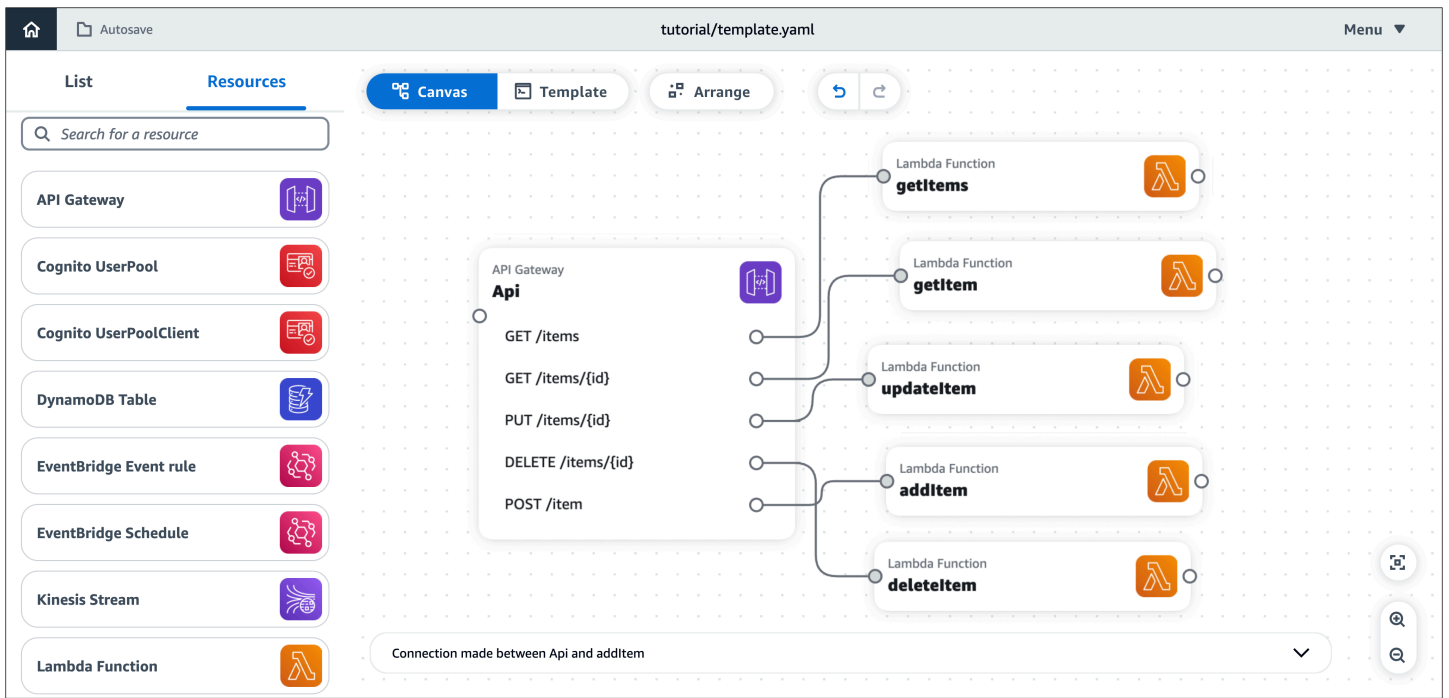 Autosave
tutorial/template.yaml
Menu
List
Resources
Search for a resource
API Gateway
Cognito UserPool
Cognito UserPoolClient
DynamoDB Table
EventBridge Event rule
EventBridge Schedule
Kinesis Stream
Lambda Function
Canvas
Template
Arrange
API Gateway
Api
GET /items
GET /items/{id}
PUT /items/{id}
DELETE /items/{id}
POST /item
Lambda Function
getItems
Lambda Function
getItem
Lambda Function
updateItem
Lambda Function
addItem
Lambda Function
deleteItem
Connection made between Api and addItem